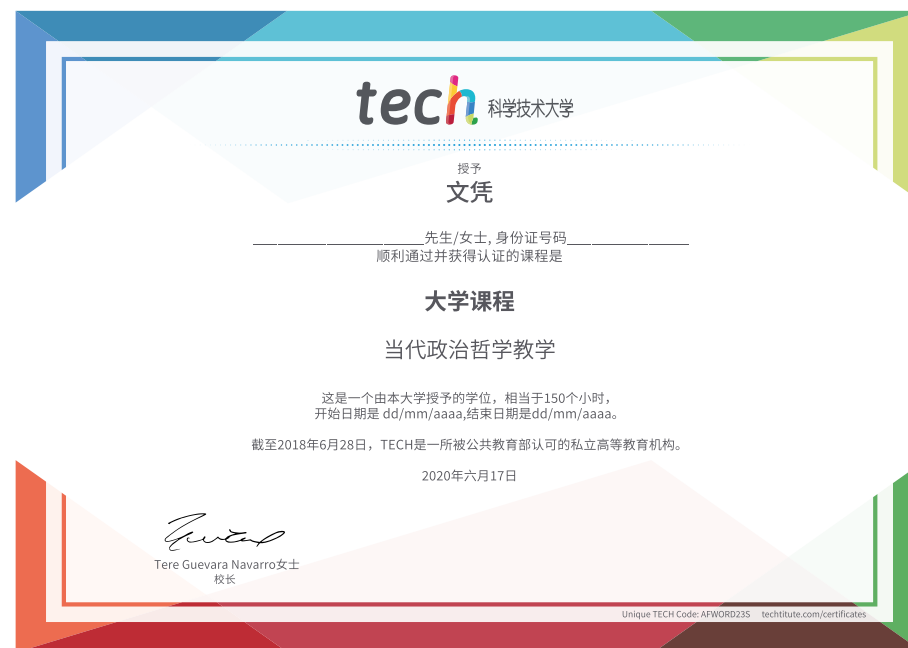 tech 科学技术大学
授予
文凭
___________________先生/女士, 身份证号码______________
顺利通过并获得认证的课程是
大学课程
当代政治哲学教学
这是一个由本大学授予的学位，相当于150个小时，
开始日期是 dd/mm/aaaa,结束日期是dd/mm/aaaa。
截至2018年6月28日，TECH是一所被公共教育部认可的私立高等教育机构。
2020年六月17日
Tere Guevara Navarro女士
校长
Unique TECH Code: AFWORD23S techtitute.com/certificates